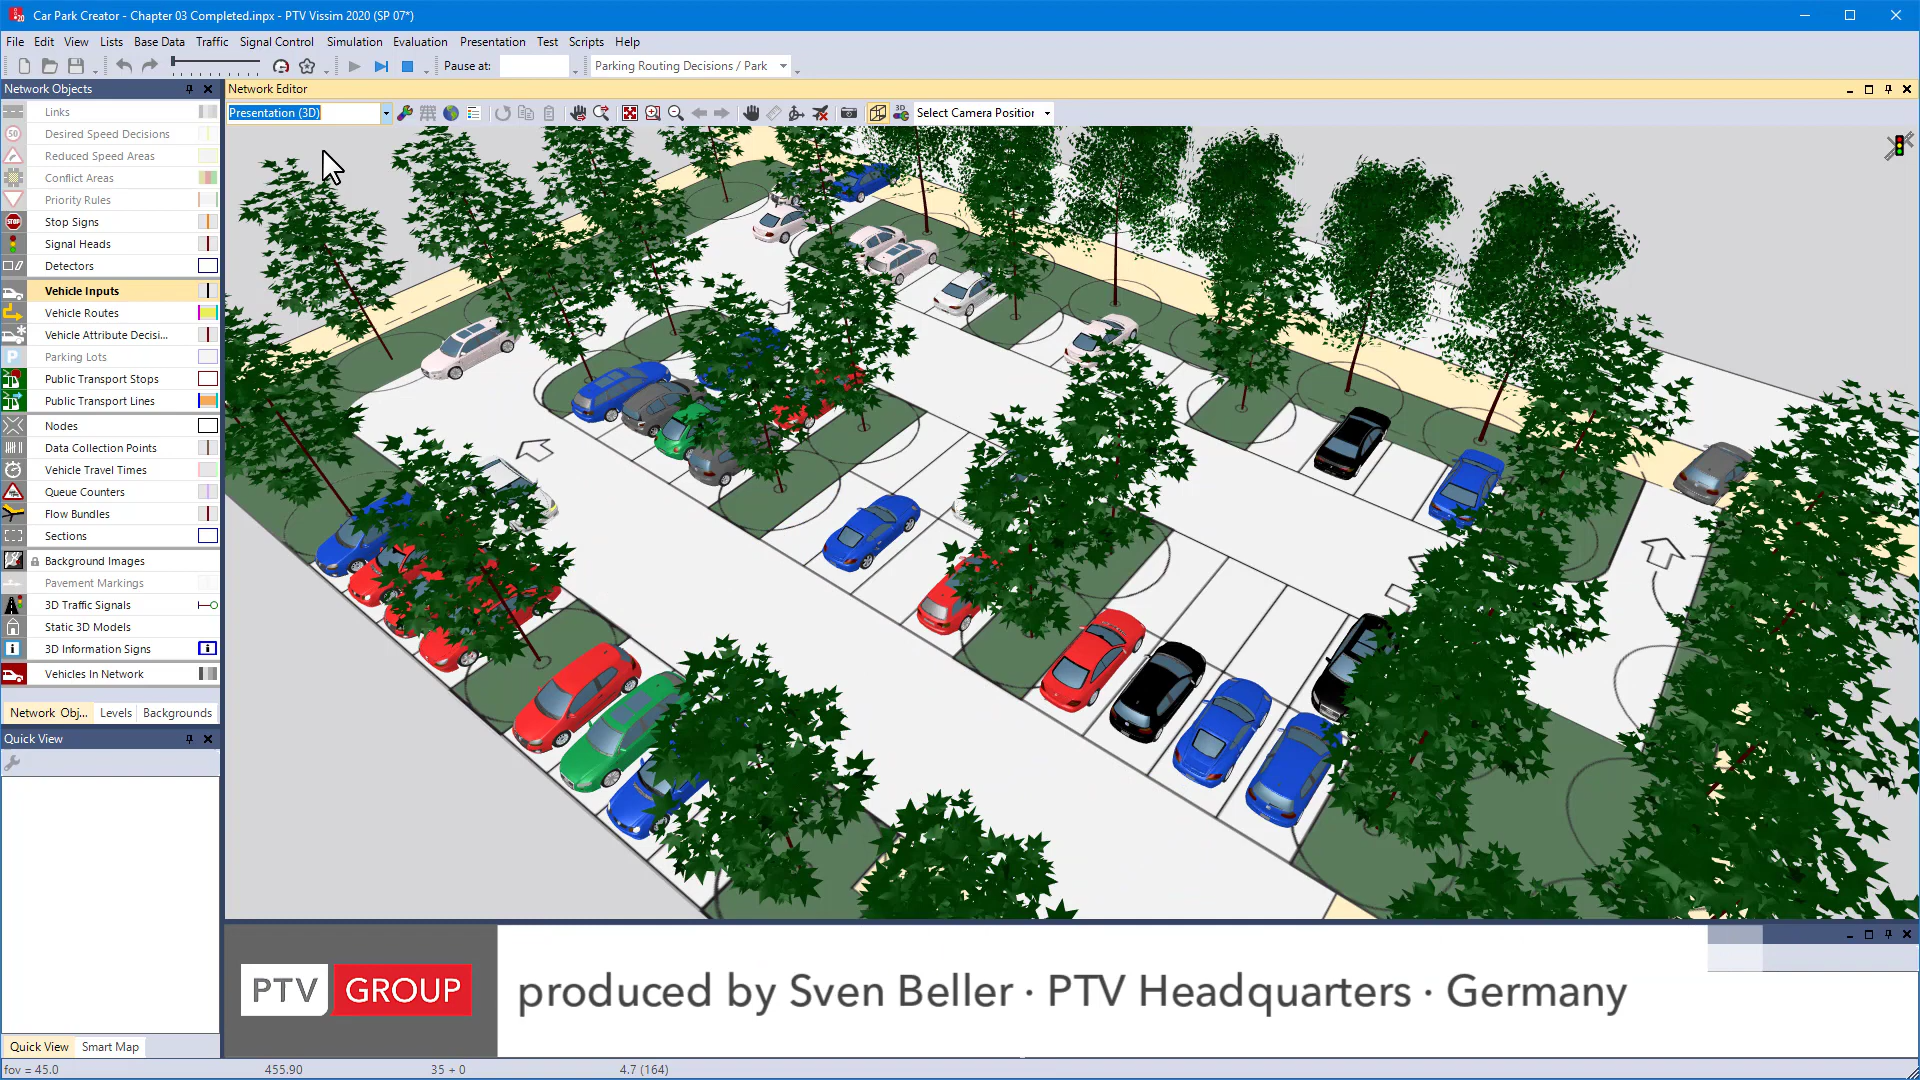 Car Park Creator - Chapter 03 Completed.inpx - PTV Vissim 2020 (SP 07*)
File Edit View Lists Base Data Traffic Signal Control Simulation Evaluation Presentation Test Scripts Help
Pause at: Parking Routing Decisions / Park
Network Objects
Network Editor
Presentation (3D)
Select Camera Position
Links
Desired Speed Decisions
Reduced Speed Areas
Conflict Areas
Priority Rules
Stop Signs
Signal Heads
Detectors
Vehicle Inputs
Vehicle Routes
Vehicle Attribute Decisi...
Parking Lots
Public Transport Stops
Public Transport Lines
Nodes
Data Collection Points
Vehicle Travel Times
Queue Counters
Flow Bundles
Sections
Background Images
Pavement Markings
3D Traffic Signals
Static 3D Models
3D Information Signs
Vehicles In Network
Network Obj... Levels Backgrounds
Quick View
PTV GROUP
produced by Sven Beller · PTV Headquarters · Germany
Quick View Smart Map
fov = 45.0 455.90 35 + 0 4.7 (164)